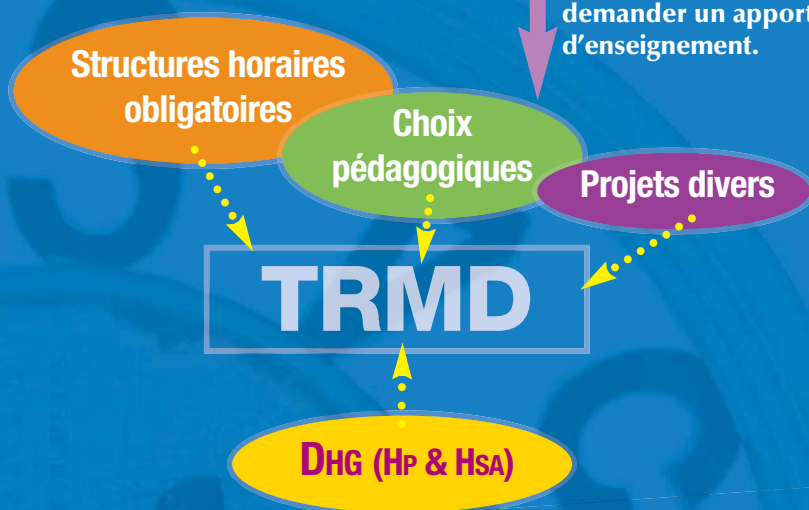 demander un apport
d'enseignement.
Structures horaires
obligatoires
Choix
pédagogiques
Projets divers
TRMD
DHG (HP & HSA)